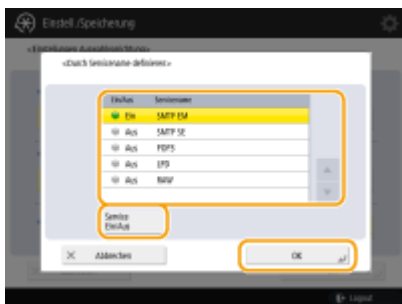 Einstell./Speicherung
<Durch Servicename definieren>
Ein/Aus Servicename
Ein SMTP EM
Aus SMTP SE
Aus
Aus LPD
Aus RAW
Service
Ein/Aus
Abbrechen
OK
Logout